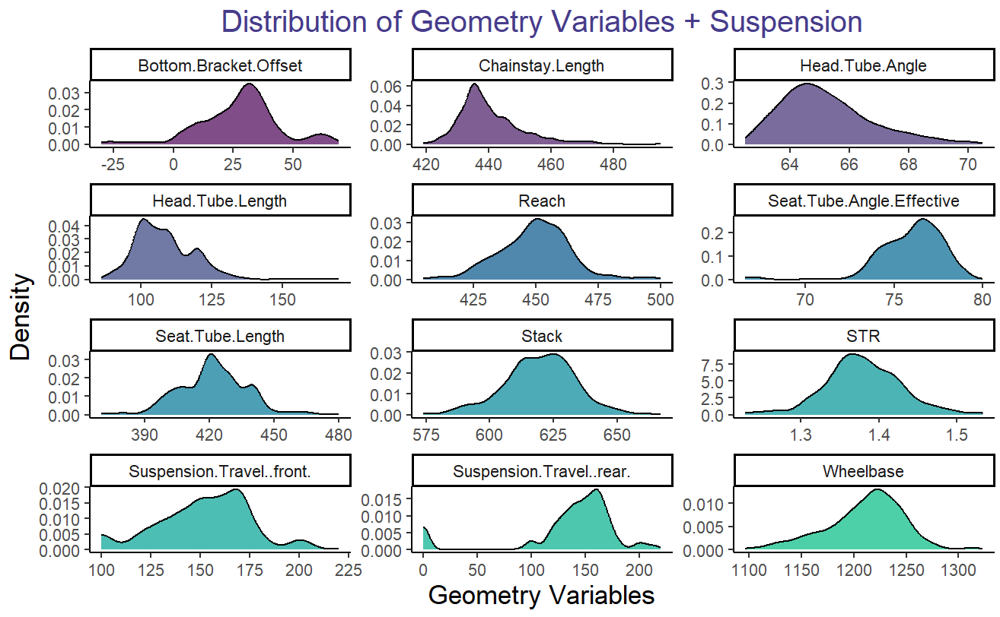 Distribution of Geometry Variables + Suspension
Bottom.Bracket.Offset
0.03
0.02
0.01
0.00
-25 0 25 50
Chainstay.Length
0.06
0.04
0.02
0.00
420 440 460 480
Head.Tube.Angle
0.3
0.2
0.1
0.0
64 66 68 70
Head.Tube.Length
0.04
0.03
0.02
0.01
0.00
100 125 150
Reach
0.03
0.02
0.01
0.00
425 450 475 500
Seat.Tube.Angle.Effective
0.2
0.1
0.0
70 75 80
Seat.Tube.Length
0.03
0.02
0.01
0.00
390 420 450 480
Stack
0.03
0.02
0.01
0.00
575 600 625 650
STR
7.5
5.0
2.5
0.0
1.3 1.4 1.5
Suspension.Travel..front.
0.020
0.015
0.010
0.005
0.000
100 125 150 175 200 225
Suspension.Travel..rear.
0.015
0.010
0.005
0.000
0 50 100 150 200
Wheelbase
0.010
0.005
0.000
1100 1150 1200 1250 1300
Density
Geometry Variables